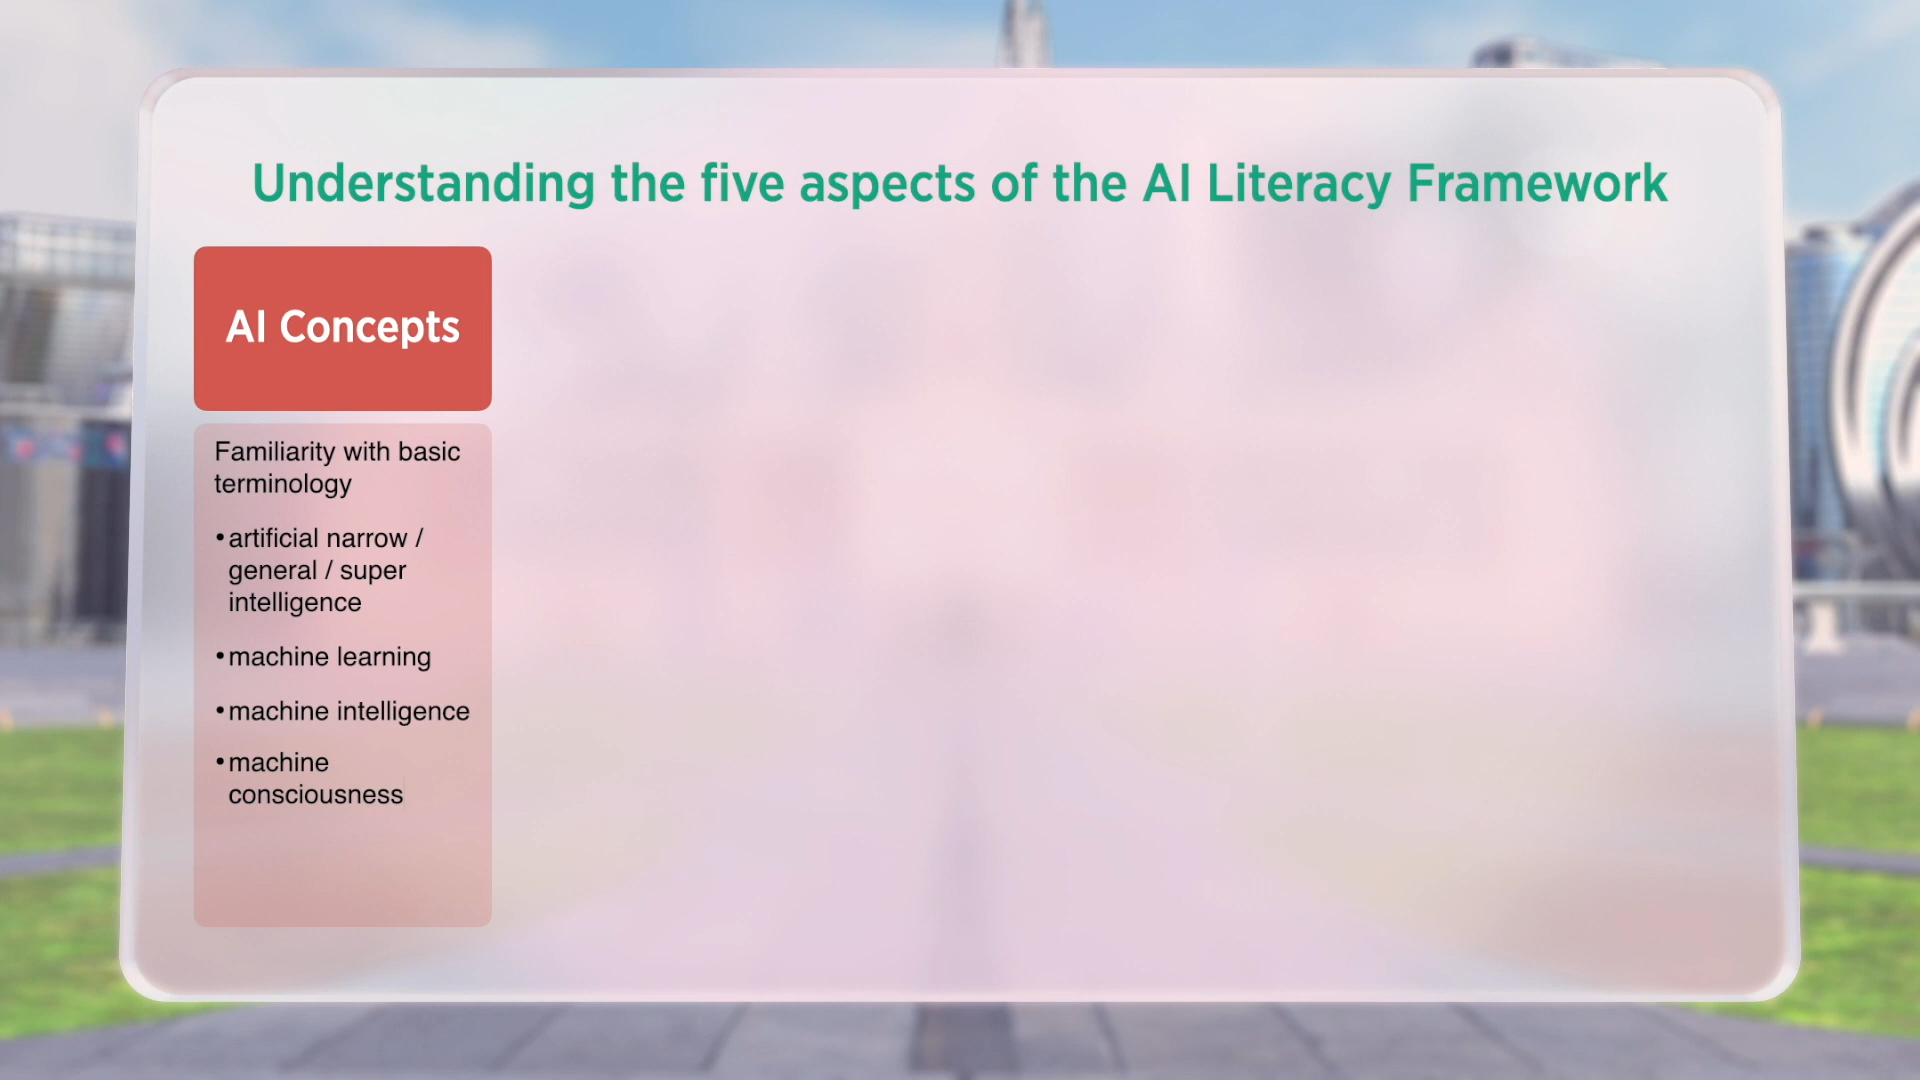 Understanding the five aspects of the AI Literacy Framework
AI Concepts
Familiarity with basic
terminology
•artificial narrow /
general / super
intelligence
•machine learning
•machine intelligence
•machine
consciousness